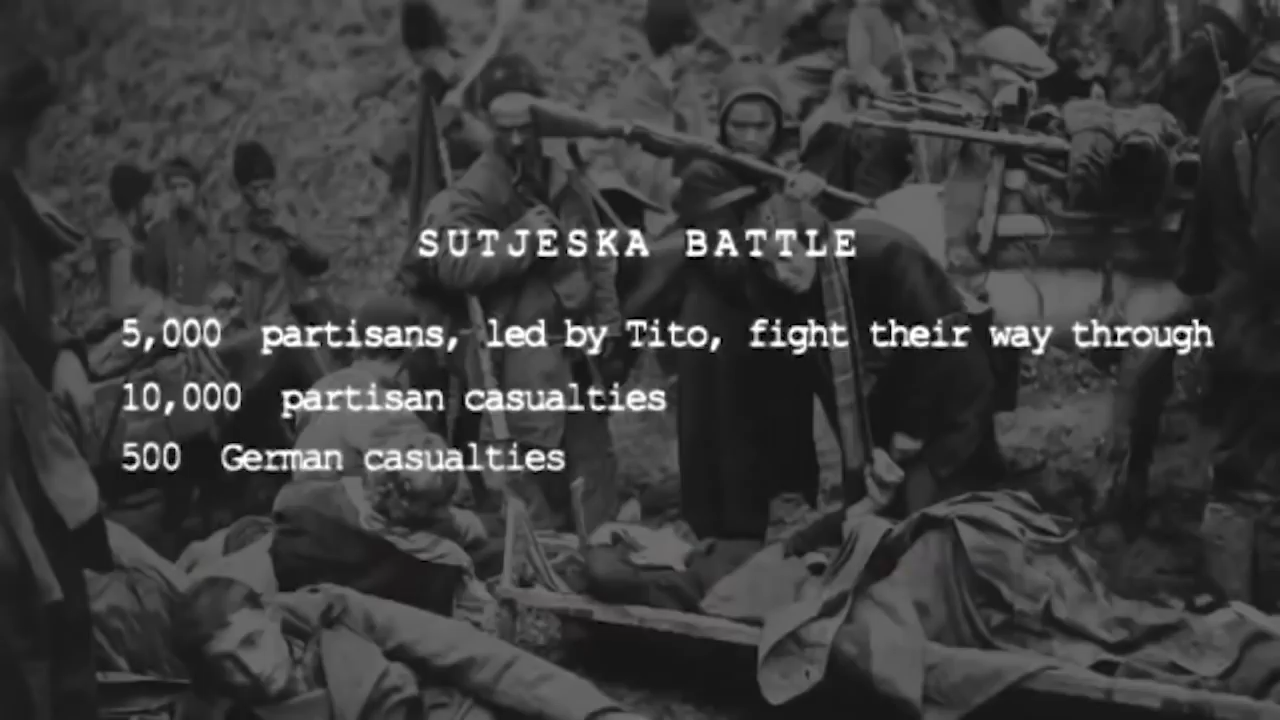 SUTJESKA BATTLE
5,000 partisans, led by Tito, fight their way through
10,000 partisan casualties
500 German casualties